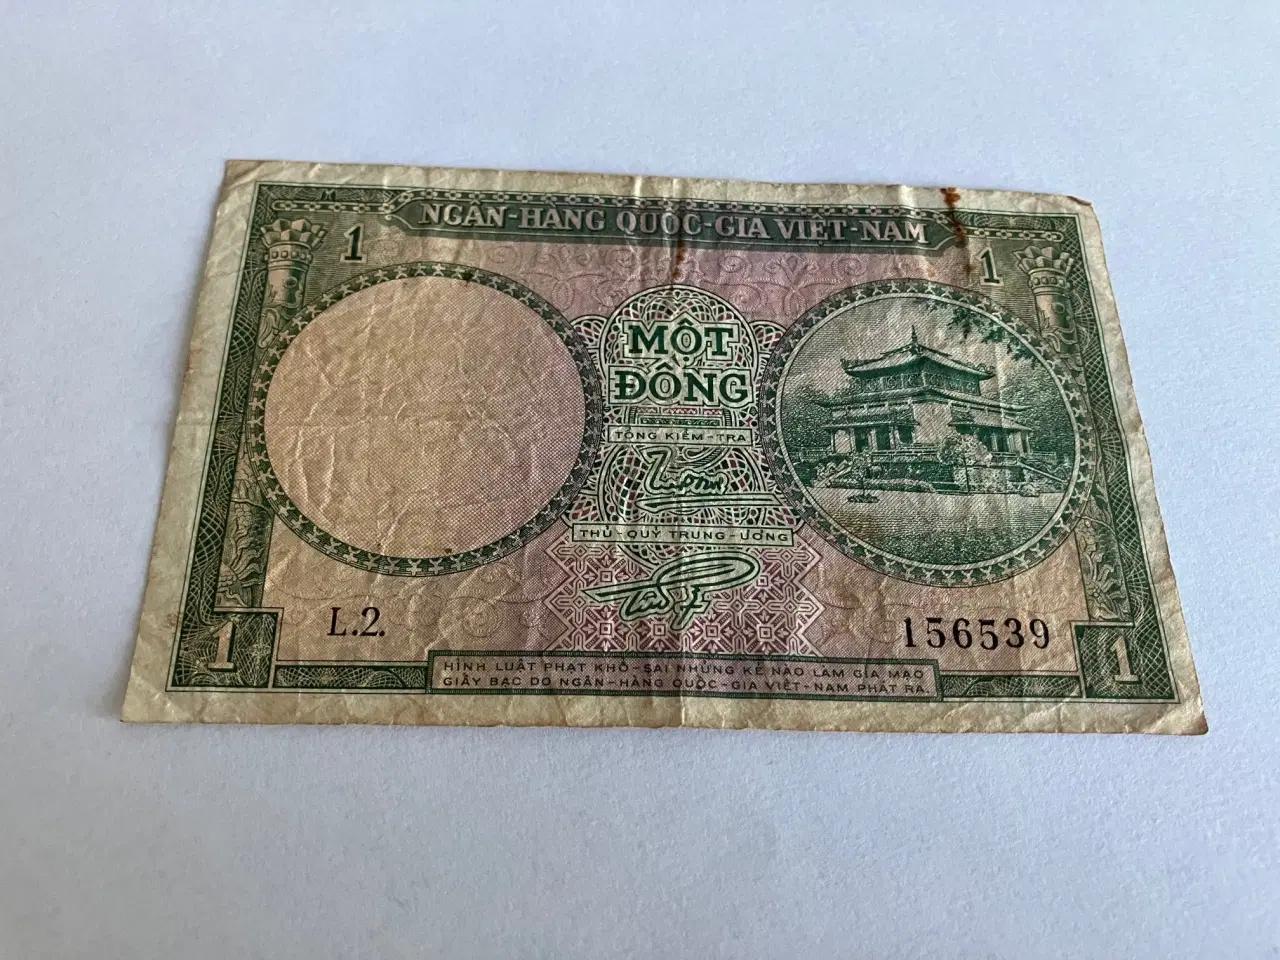 NGÂN-HANG QUỐC-GIA VIỆT-NAM
1
1
MỘT
ĐỒNG
TỔNG KIỂM-TRA
THỦ-QUỸ TRUNG-ƯƠNG
L.2.
156539
1
1
HÌNH LUẬT PHẠT KHỔ-SAI NHỮNG KẺ NÀO LÀM GIẢ MẠO
GIẤY BẠC DO NGÂN-HÀNG QUỐC-GIA VIỆT-NAM PHÁT RA